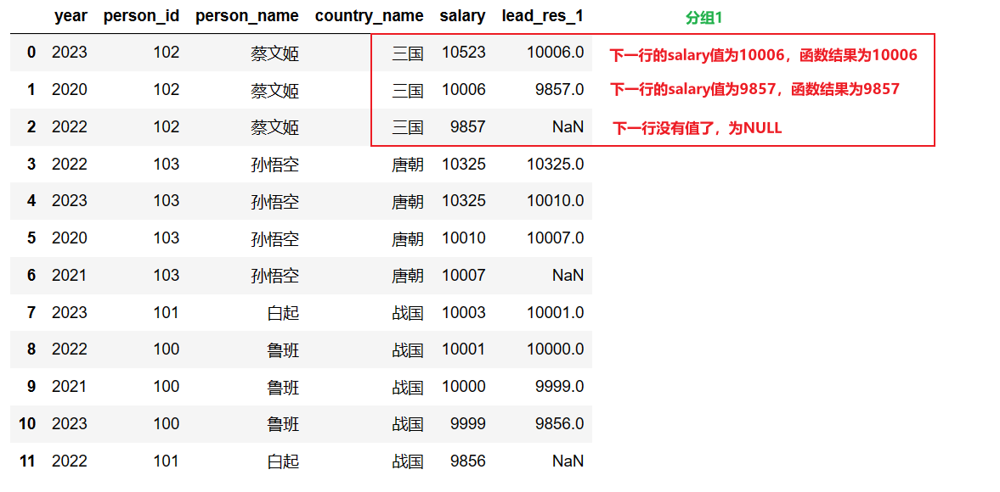 year person_id person_name country_name salary lead_res_1 分组1
0 2023 102 蔡文姬 三国 10523 10006.0 下一行的salary值为10006，函数结果为10006
1 2020 102 蔡文姬 三国 10006 9857.0 下一行的salary值为9857，函数结果为9857
2 2022 102 蔡文姬 三国 9857 NaN 下一行没有值了，为NULL
3 2022 103 孙悟空 唐朝 10325 10325.0
4 2023 103 孙悟空 唐朝 10325 10010.0
5 2020 103 孙悟空 唐朝 10010 10007.0
6 2021 103 孙悟空 唐朝 10007 NaN
7 2023 101 白起 战国 10003 10001.0
8 2022 100 鲁班 战国 10001 10000.0
9 2021 100 鲁班 战国 10000 9999.0
10 2023 100 鲁班 战国 9999 9856.0
11 2022 101 白起 战国 9856 NaN